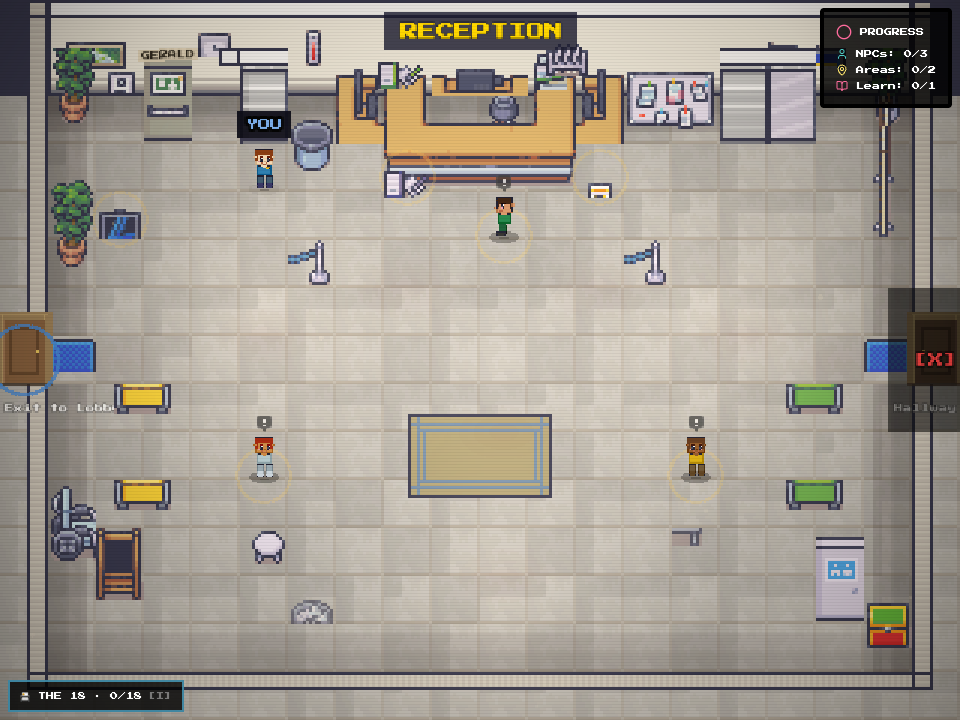 RECEPTION
PROGRESS
NPCs: 0/3
Areas: 0/2
Learn: 0/1
GERALD
YOU
[X]
Exit to Lobb
Hallway
THE 18 · 0/18 [I]